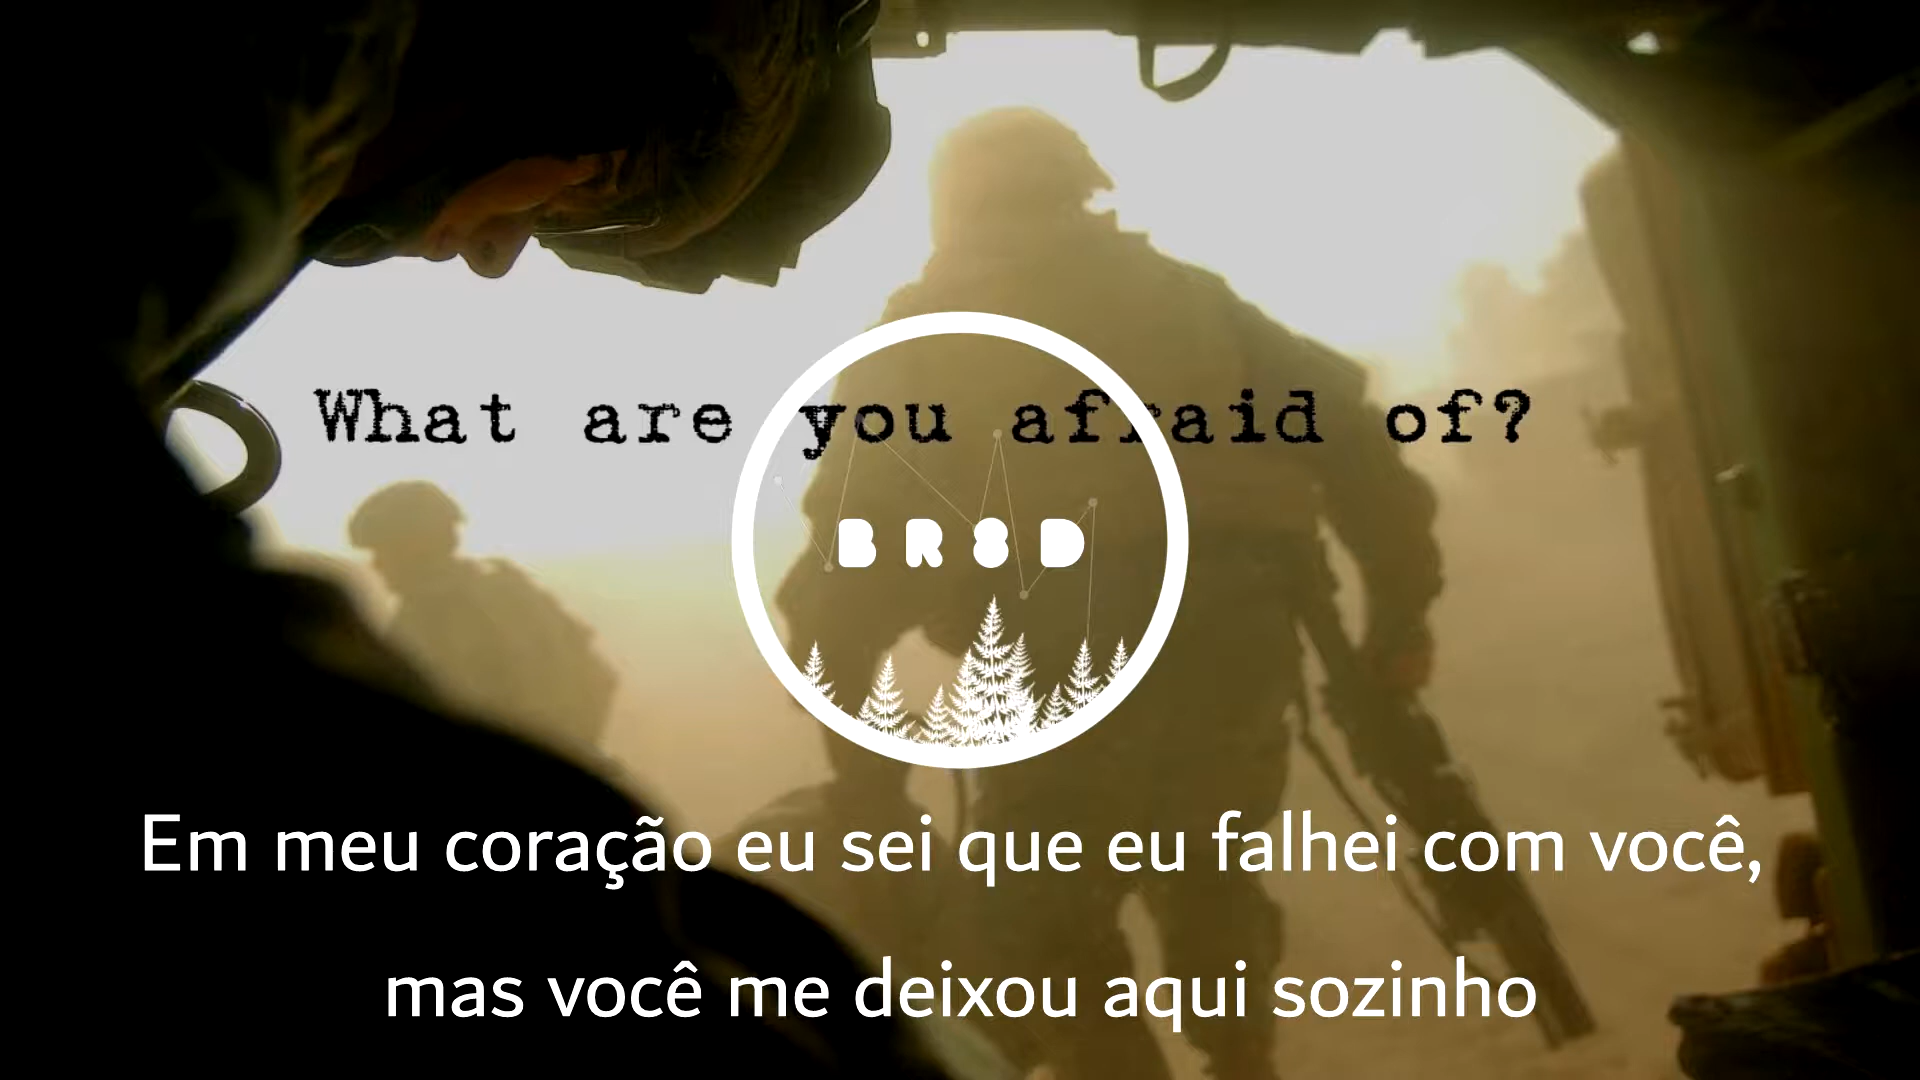 What are you afraid of?
BR8D
Em meu coração eu sei que eu falhei com você,
mas você me deixou aqui sozinho